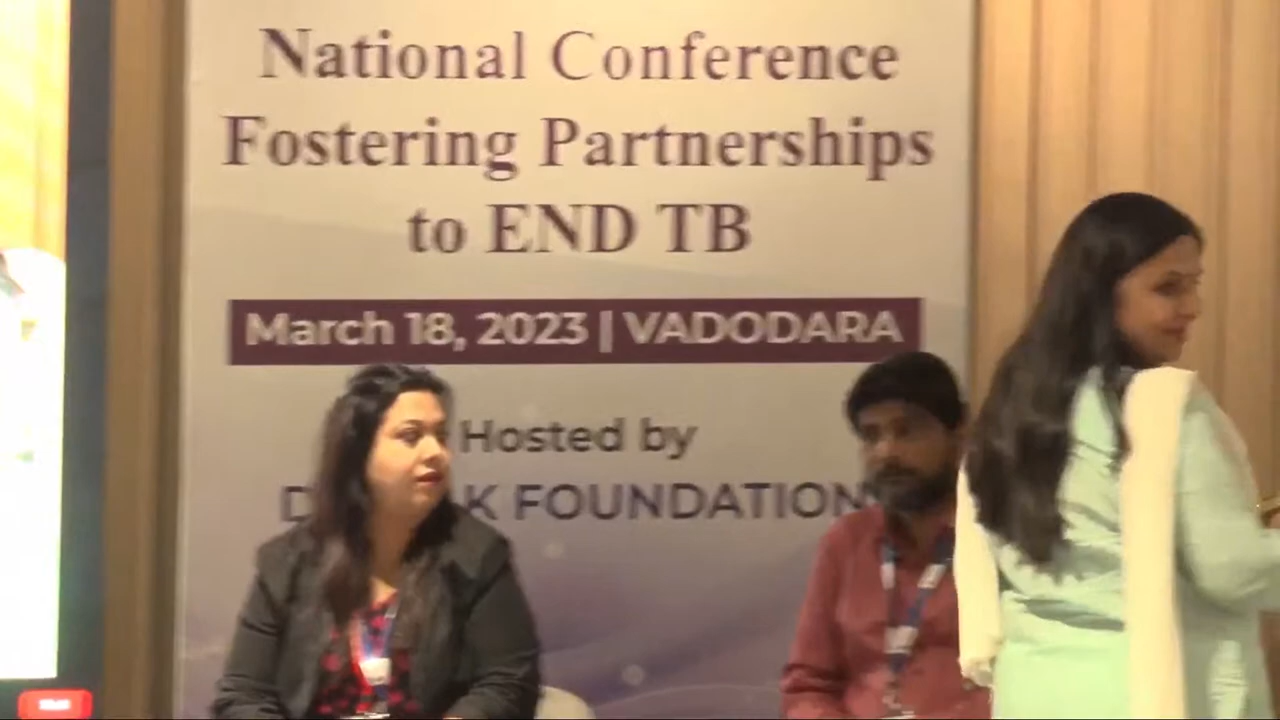 National Conference
Fostering Partnerships
to END TB
March 18, 2023 | VADODARA
Hosted by
FOUNDATION